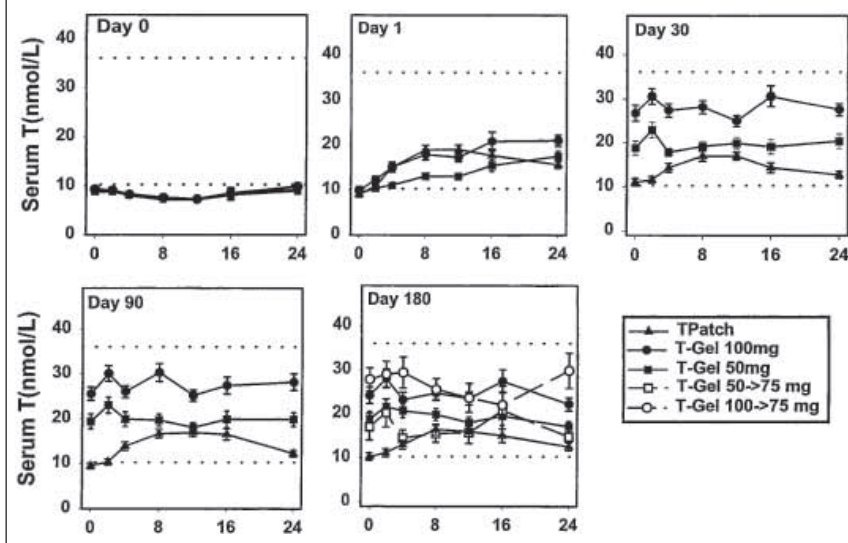 Day 0
Day 1
Day 30
Serum T(nmol/L)
40
30
20
10
0
40
30
20
10
0
40
30
20
10
0
0 8 16 24
0 8 16 24
0 8 16 24
Day 90
Day 180
Serum T(nmol/L)
40
30
20
10
0
40
30
20
10
0
0 8 16 24
0 8 16 24
TPatch
T-Gel 100mg
T-Gel 50mg
T-Gel 50->75 mg
T-Gel 100->75 mg